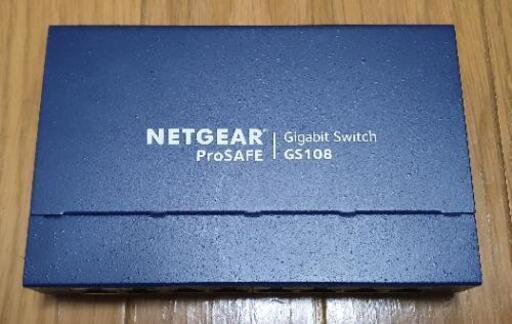 NETGEAR® | Gigabit Switch
ProSAFE | GS108